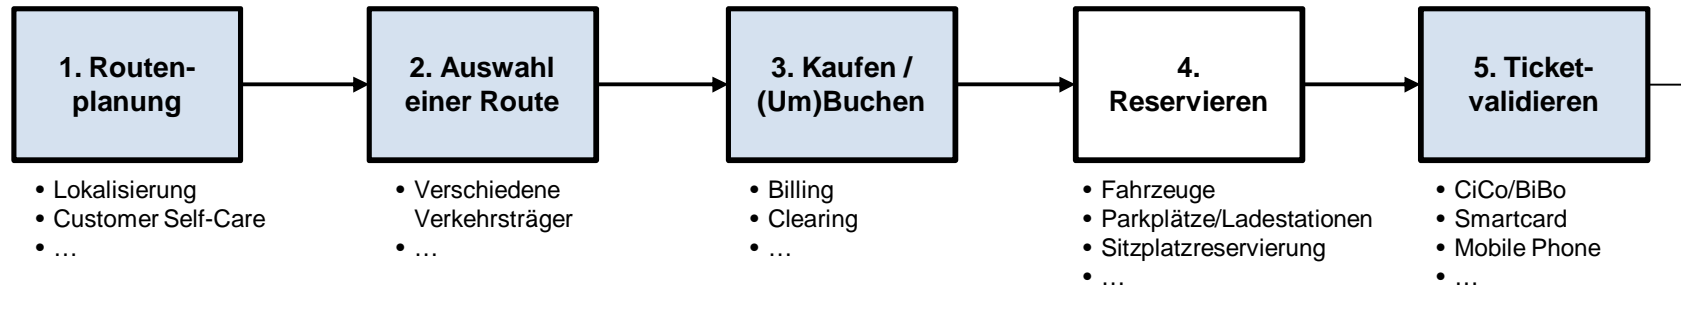 1. Routen-
planung
2. Auswahl
einer Route
3. Kaufen /
(Um)Buchen
4.
Reservieren
5. Ticket-
validieren
• Lokalisierung
• Customer Self-Care
• …
• Verschiedene
Verkehrsträger
• …
• Billing
• Clearing
• …
• Fahrzeuge
• Parkplätze/Ladestationen
• Sitzplatzreservierung
• …
• CiCo/BiBo
• Smartcard
• Mobile Phone
• …